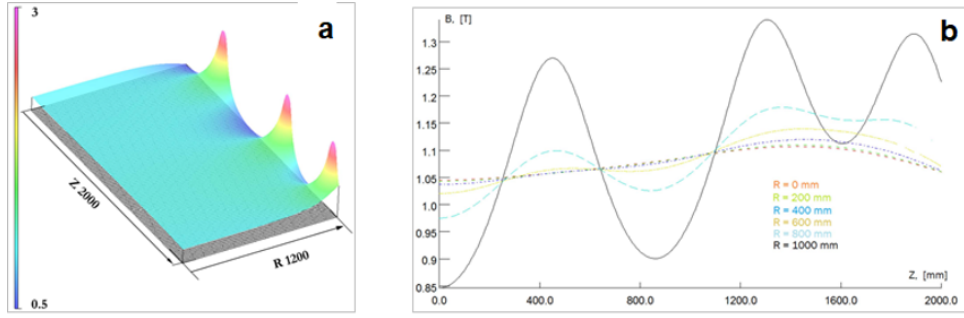 3
a
Z 2000
R 1200
0.5
B, [T]
b
1.3
1.25
1.2
1.15
1.1
1.05
1.0
0.95
0.9
0.85
R = 0 mm
R = 200 mm
R = 400 mm
R = 600 mm
R = 800 mm
R = 1000 mm
Z, [mm]
0.0 400.0 800.0 1200.0 1600.0 2000.0